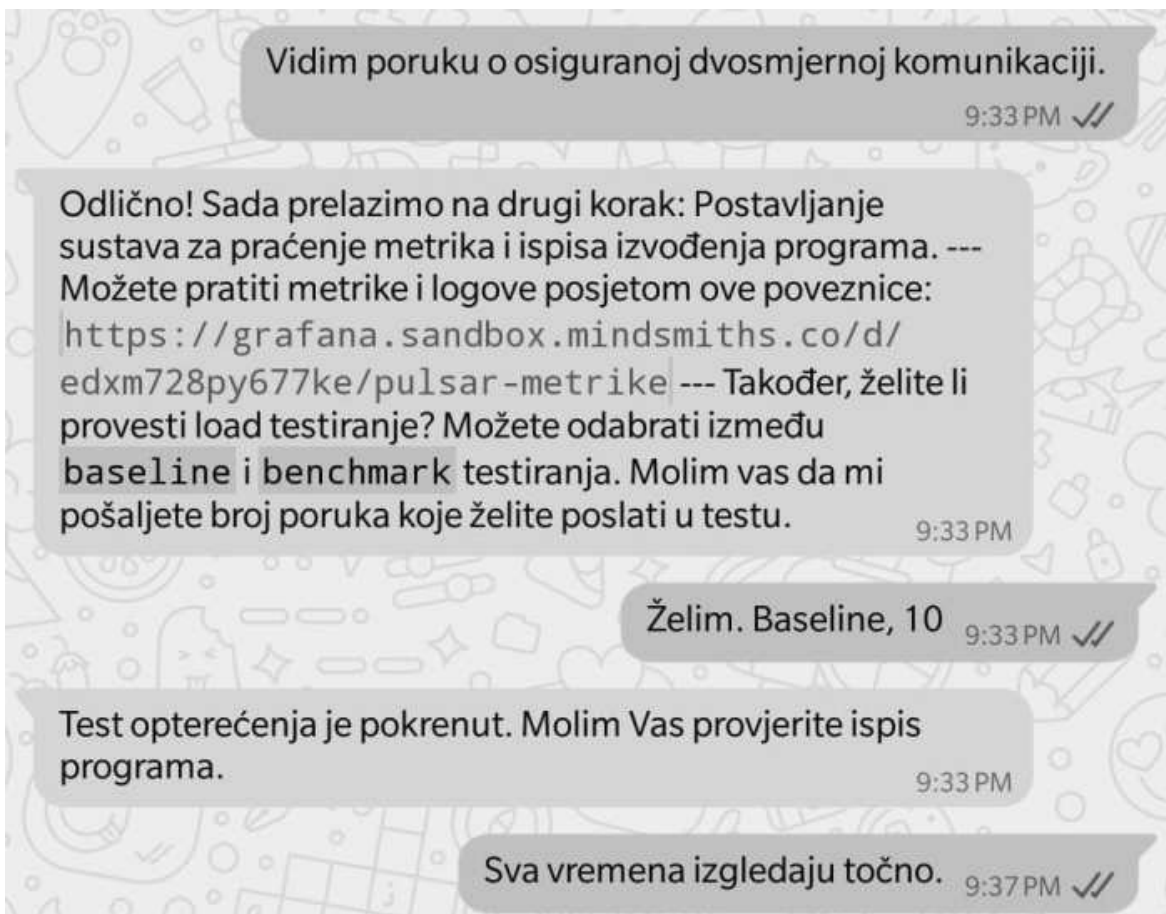 Vidim poruku o osiguranoj dvosmjernoj komunikaciji.
9:33 PM
Odlično! Sada prelazimo na drugi korak: Postavljanje
sustava za praćenje metrika i ispisa izvođenja programa. ---
Možete pratiti metrike i logove posjetom ove poveznice:
https://grafana.sandbox.mindsmiths.co/d/
edxm728py677ke/pulsar-metrike --- Također, želite li
provesti load testiranje? Možete odabrati između
baseline i benchmark testiranja. Molim vas da mi
pošaljete broj poruka koje želite poslati u testu.
9:33 PM
Želim. Baseline, 10 9:33 PM
Test opterećenja je pokrenut. Molim Vas provjerite ispis
programa.
9:33 PM
Sva vremena izgledaju točno. 9:37 PM